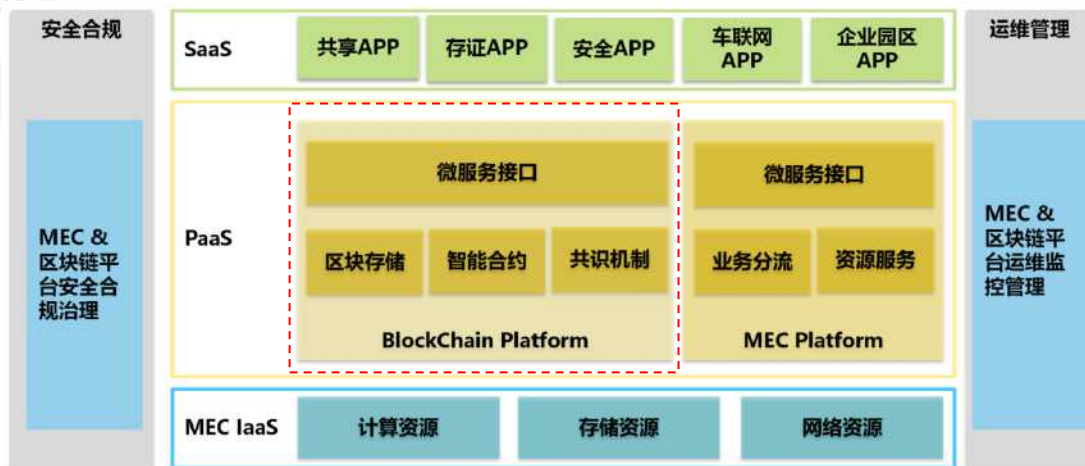 安全合规
MEC &
区块链平
台安全合
规治理
SaaS
共享APP
存证APP
安全APP
车联网
APP
企业园区
APP
PaaS
微服务接口
区块存储
智能合约
共识机制
BlockChain Platform
微服务接口
业务分流
资源服务
MEC Platform
MEC IaaS
计算资源
存储资源
网络资源
运维管理
MEC &
区块链平
台运维监
控管理